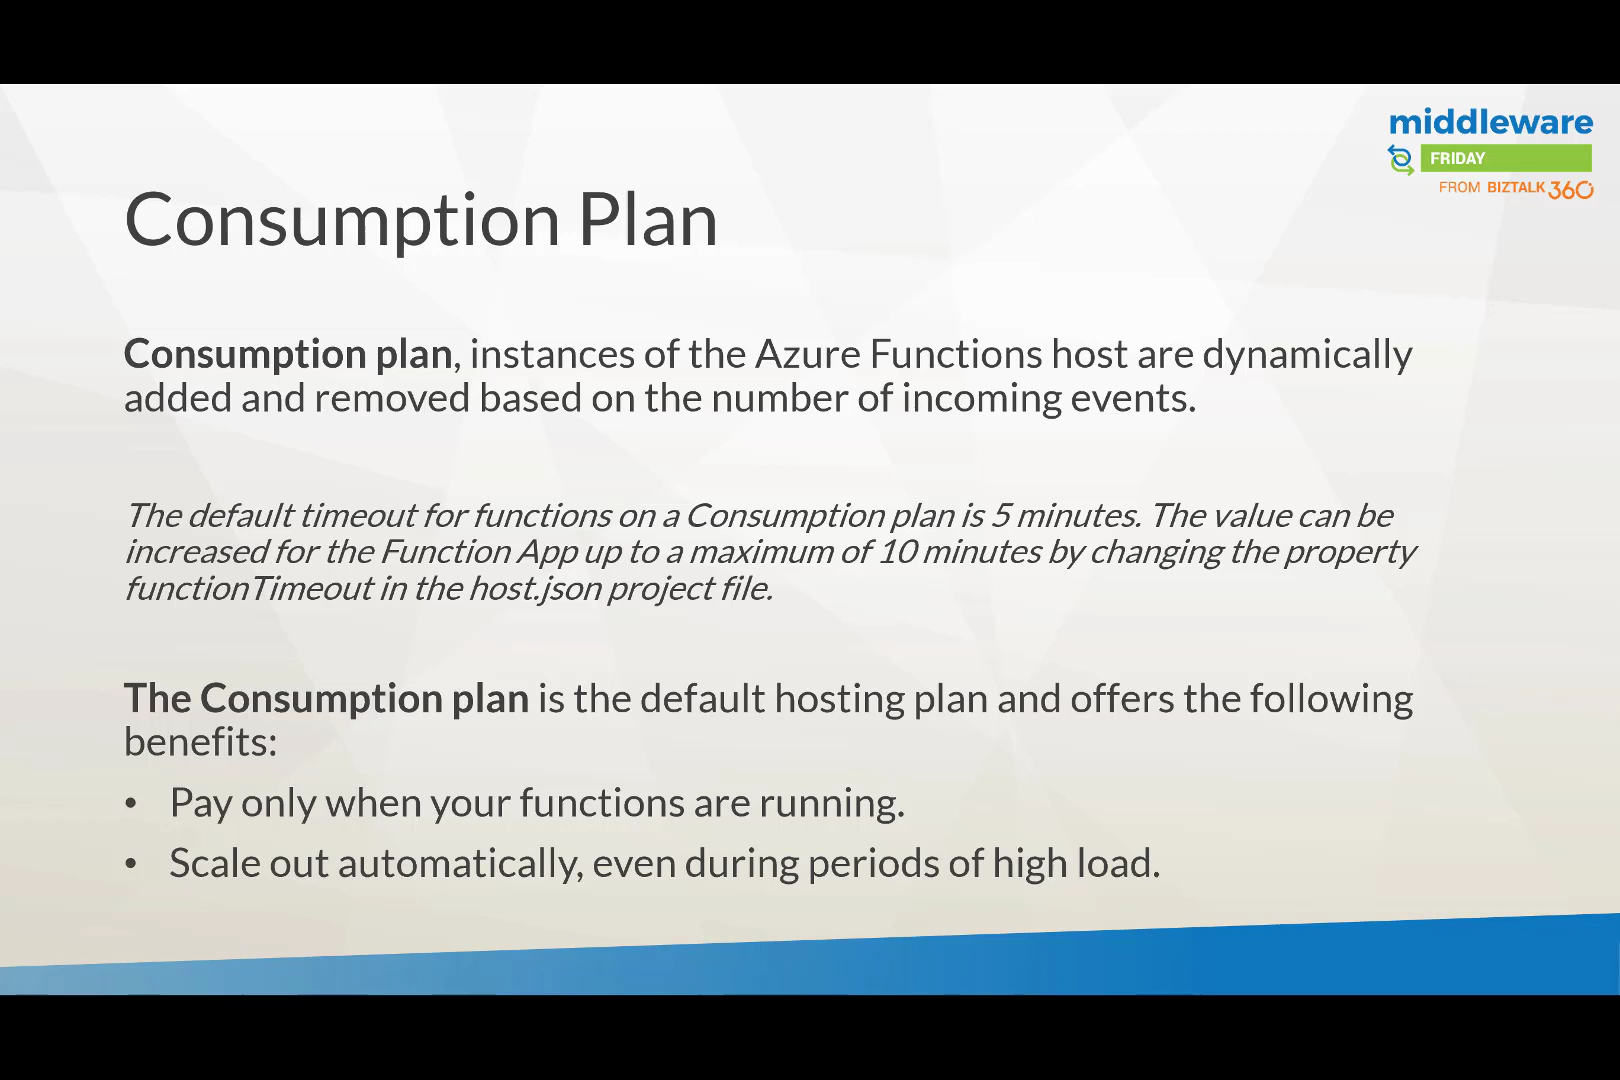 middleware
FRIDAY
FROM BIZTALK 360
Consumption Plan
Consumption plan, instances of the Azure Functions host are dynamically
added and removed based on the number of incoming events.
The default timeout for functions on a Consumption plan is 5 minutes. The value can be
increased for the Function App up to a maximum of 10 minutes by changing the property
functionTimeout in the host.json project file.
The Consumption plan is the default hosting plan and offers the following
benefits:
• Pay only when your functions are running.
• Scale out automatically, even during periods of high load.